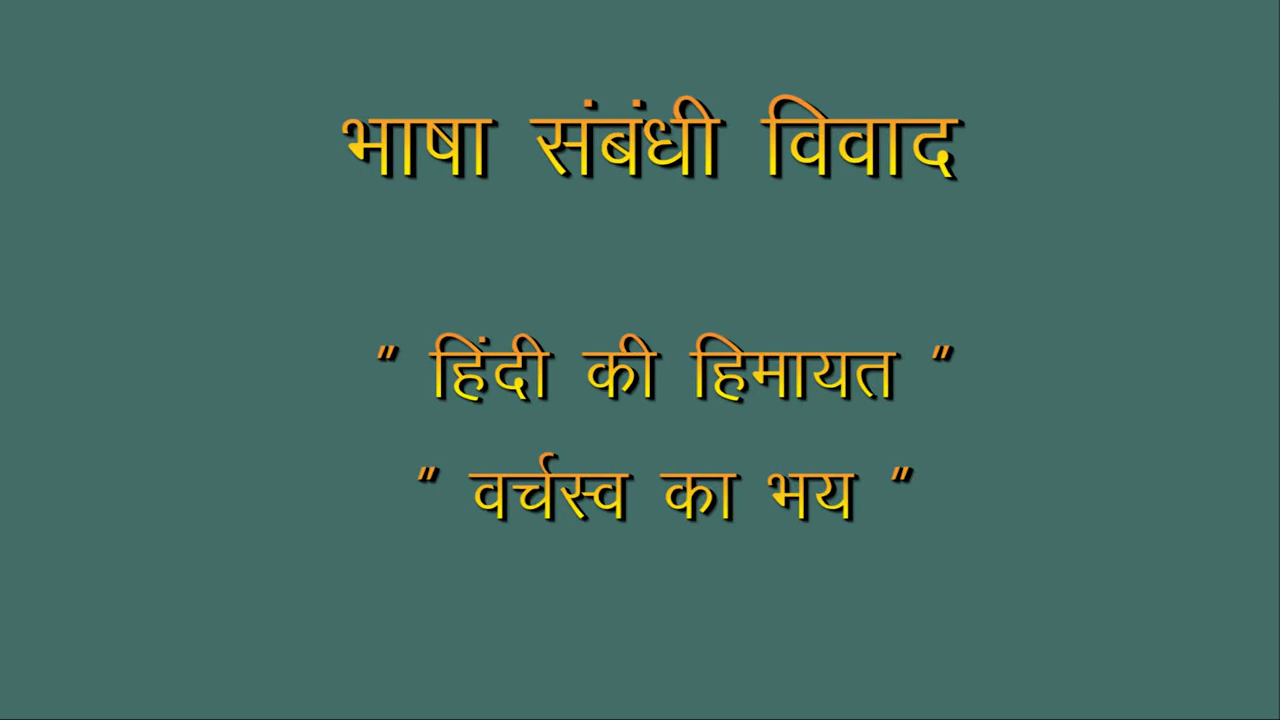 भाषा संबंधी विवाद
" हिंदी की हिमायत "
" वर्चस्व का भय "